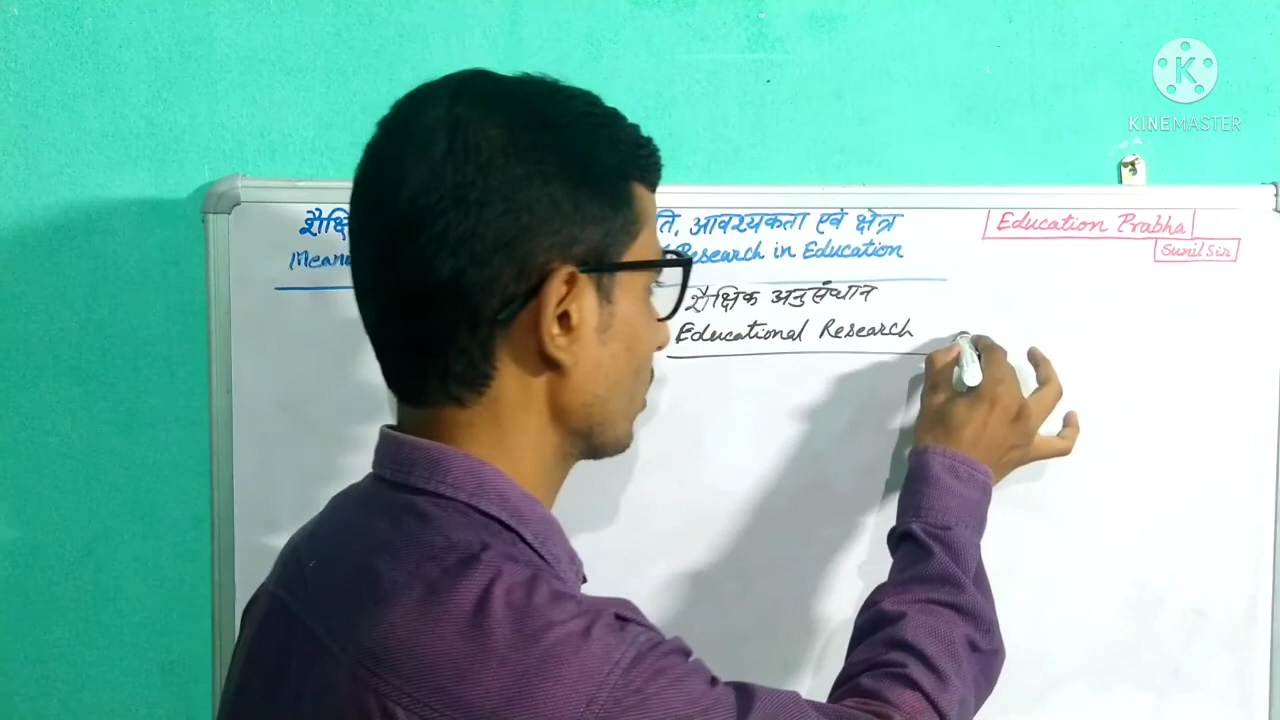 KINEMASTER
शैक्षि ति, आवश्यकता एवं क्षेत्र
Research in Education
Education Prabha
Sunil Sir
शैक्षिक अनुसंधान
Educational Research